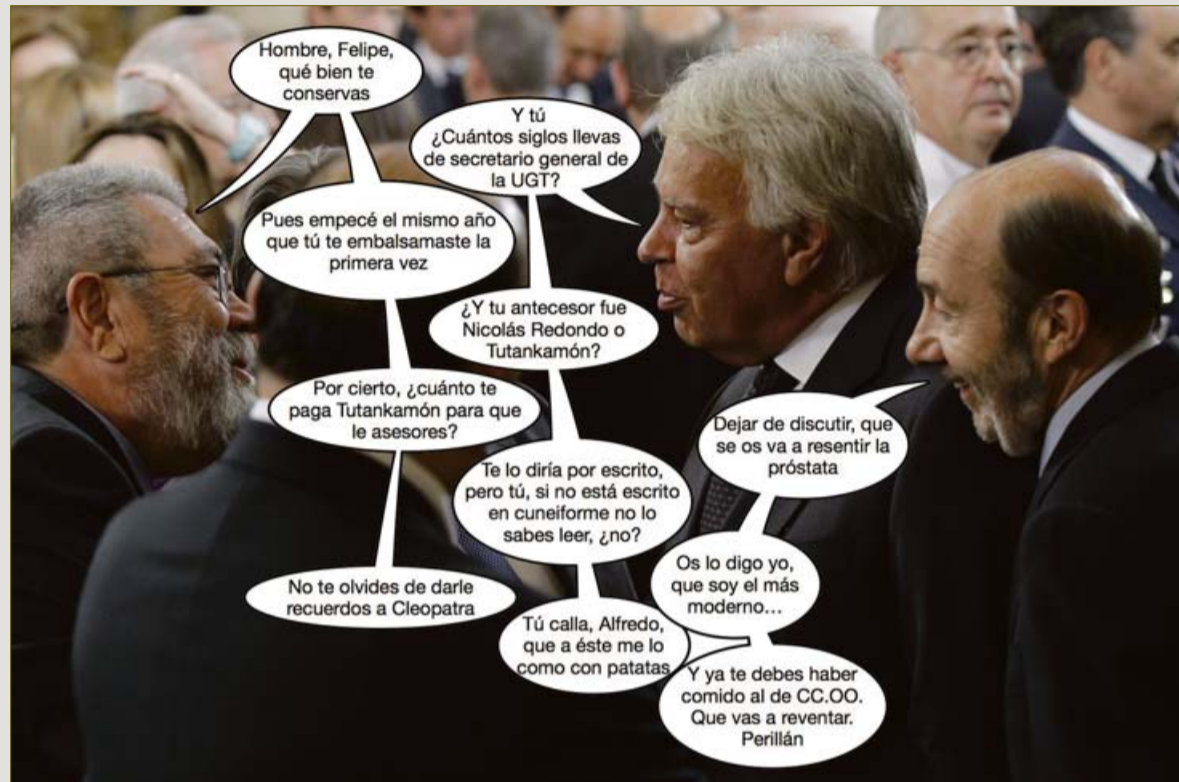 Hombre, Felipe,
qué bien te
conservas
Y tú
¿Cuántos siglos llevas
de secretario general de
la UGT?
Pues empecé el mismo año
que tú te embalsamaste la
primera vez
¿Y tu antecesor fue
Nicolás Redondo o
Tutankamón?
Por cierto, ¿cuánto te
paga Tutankamón para que
le asesores?
Te lo diría por escrito,
pero tú, si no está escrito
en cuneiforme no lo
sabes leer, ¿no?
No te olvides de darle
recuerdos a Cleopatra
Dejar de discutir, que
se os va a resentir la
próstata
Os lo digo yo,
que soy el más
moderno...
Tú calla, Alfredo,
que a éste me lo
como con patatas
Y ya te debes haber
comido al de CC.OO.
Que vas a reventar.
Perillán